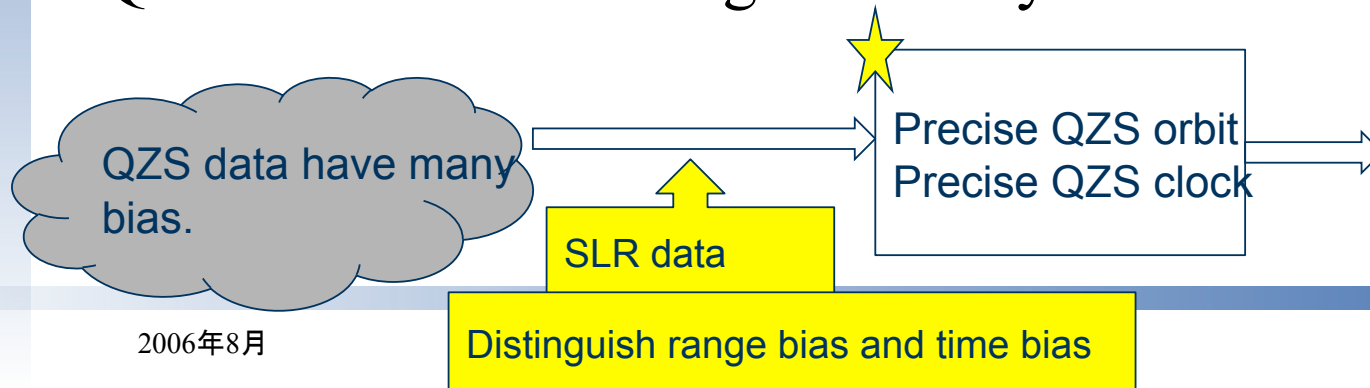 QZS data have many
bias.
Precise QZS orbit
Precise QZS clock
SLR data
Distinguish range bias and time bias
2006年8月